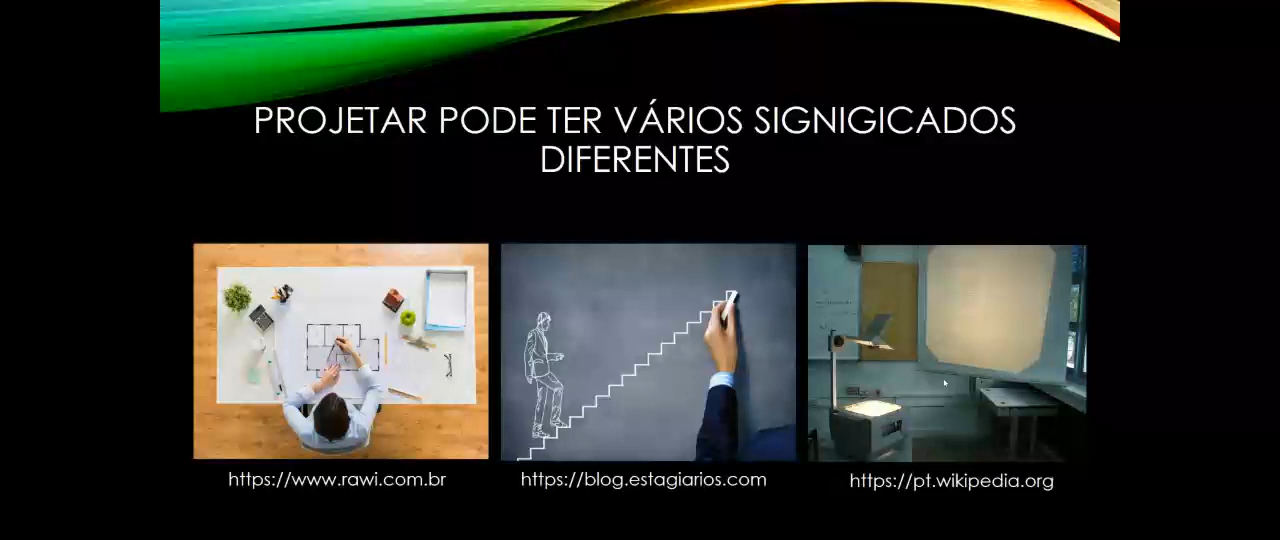 PROJETAR PODE TER VÁRIOS SIGNIGICADOS
DIFERENTES
https://www.rawi.com.br
https://blog.estagiarios.com
https://pt.wikipedia.org